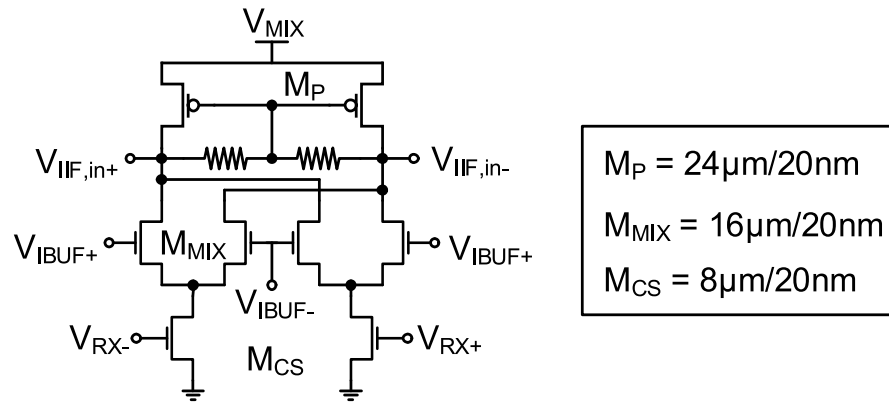 V_MIX
M_P
V_IIF,in+
V_IIF,in-
V_IBUF+
M_MIX
V_IBUF+
V_IBUF-
V_RX-
M_CS
V_RX+
M_P = 24µm/20nm
M_MIX = 16µm/20nm
M_CS = 8µm/20nm